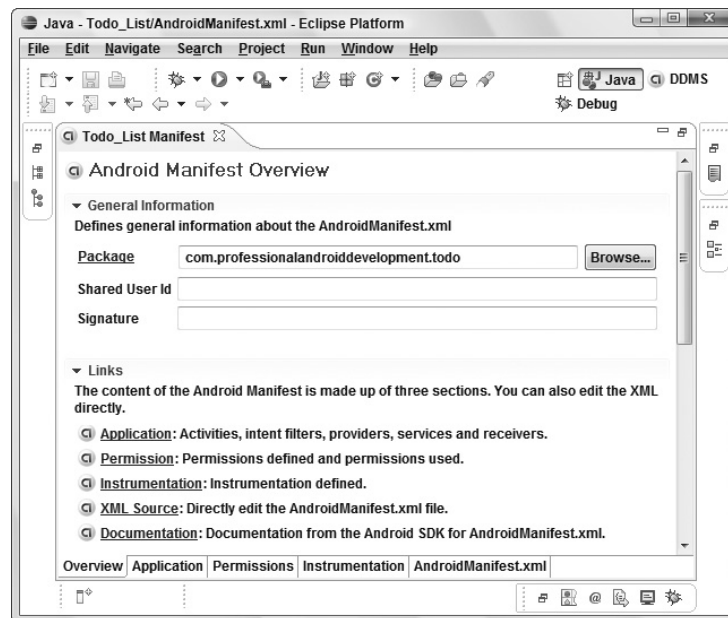 Java - Todo_List/AndroidManifest.xml - Eclipse Platform
File Edit Navigate Search Project Run Window Help
Java DDMS
Debug
Todo_List Manifest
Android Manifest Overview
General Information
Defines general information about the AndroidManifest.xml
Package com.professionalandroiddevelopment.todo Browse...
Shared User Id
Signature
Links
The content of the Android Manifest is made up of three sections. You can also edit the XML
directly.
Application: Activities, intent filters, providers, services and receivers.
Permission: Permissions defined and permissions used.
Instrumentation: Instrumentation defined.
XML Source: Directly edit the AndroidManifest.xml file.
Documentation: Documentation from the Android SDK for AndroidManifest.xml.
Overview Application Permissions Instrumentation AndroidManifest.xml